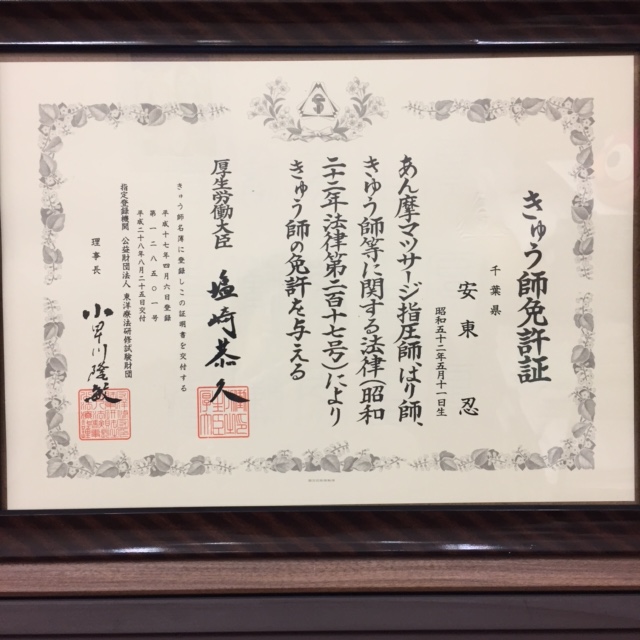 きゅう師免許証
千葉県
安東 忍
昭和五十二年五月十一日生
あん摩マツサージ指圧師、はり師、
きゆう師等に関する法律(昭和
二十二年法律第二百十七号)により
きゅう師の免許を与える
厚生労働大臣 塩崎恭久
きゅう師名簿に登録しこの証明書を交付する
平成十七年四月六日登録
第一二八五〇一号
平成二十八年八月二十五日交付
指定登録機関 公益財団法人 東洋療法研修試験財団
理事長 小早川隆敏